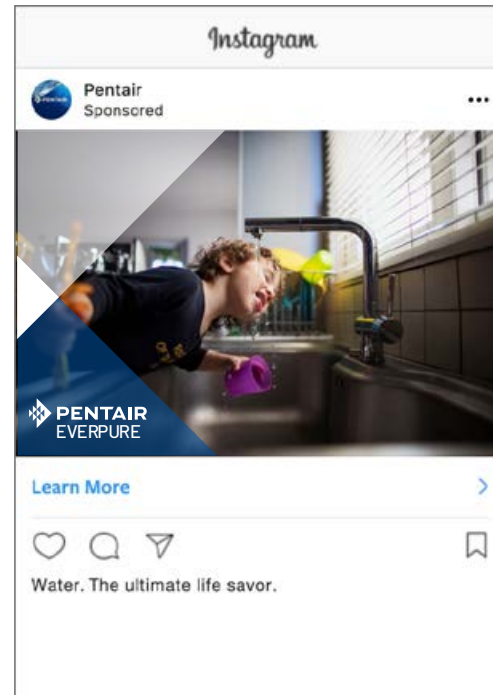 Instagram
Pentair
Sponsored
PENTAIR
EVERPURE
Learn More
Water. The ultimate life savor.